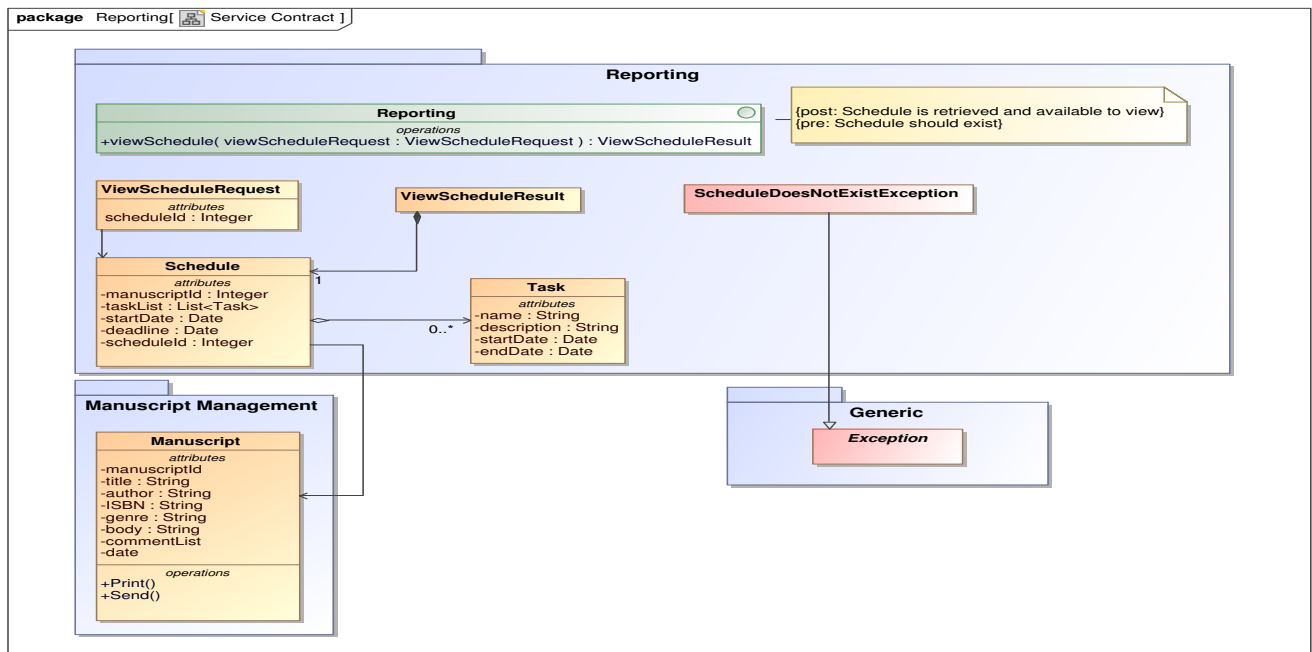 package Reporting[ Service Contract ]
Reporting
Reporting
operations
+viewSchedule( viewScheduleRequest : ViewScheduleRequest ) : ViewScheduleResult
{post: Schedule is retrieved and available to view}
{pre: Schedule should exist}
ViewScheduleRequest
attributes
scheduleId : Integer
ViewScheduleResult
ScheduleDoesNotExistException
Schedule
attributes
-manuscriptId : Integer
-taskList : List<Task>
-startDate : Date
-deadline : Date
-scheduleId : Integer
1
0..*
Task
attributes
-name : String
-description : String
-startDate : Date
-endDate : Date
Manuscript Management
Manuscript
attributes
-manuscriptId
-title : String
-author : String
-ISBN : String
-genre : String
-body : String
-commentList
-date
operations
+Print()
+Send()
Generic
Exception